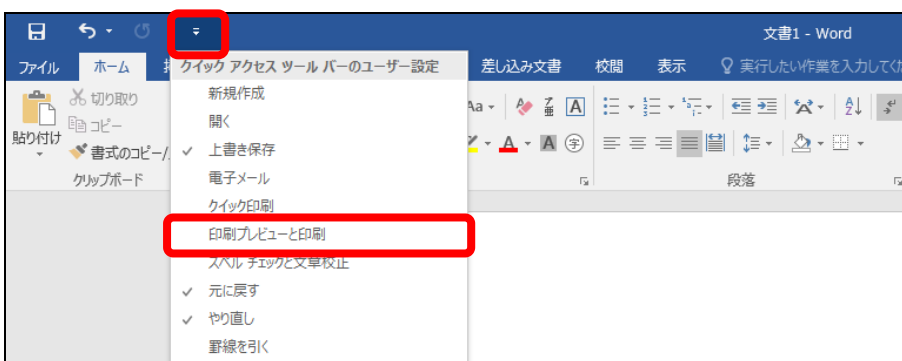 文書1 - Word
ファイル ホーム 差し込み文書 校閲 表示 実行したい作業を入力してくだ
クイック アクセス ツール バーのユーザー設定
新規作成
開く
上書き保存
電子メール
クイック印刷
印刷プレビューと印刷
スペル チェックと文章校正
元に戻す
やり直し
罫線を引く
切り取り
コピー
貼り付け
書式のコピー/
クリップボード
Aa
ア亜
A
A A 字
段落